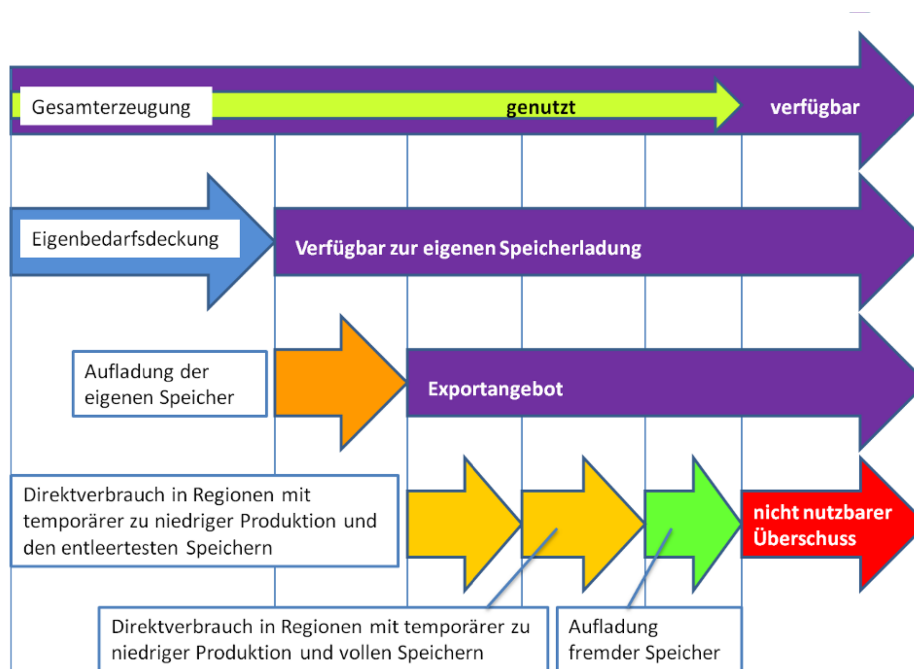 Gesamterzeugung
genutzt
verfügbar
Eigenbedarfsdeckung
Verfügbar zur eigenen Speicherladung
Aufladung der
eigenen Speicher
Exportangebot
Direktverbrauch in Regionen mit
temporärer zu niedriger Produktion und
den entleertesten Speichern
nicht nutzbarer
Überschuss
Direktverbrauch in Regionen mit temporärer zu
niedriger Produktion und vollen Speichern
Aufladung
fremder Speicher